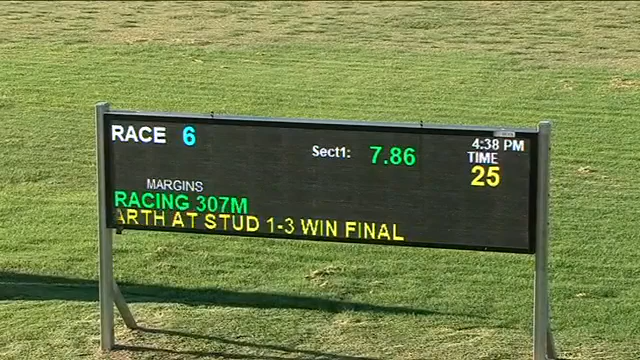 RACE 6 Sect1: 7.86 4:38 PM
TIME
25
MARGINS
RACING 307M
ARTH AT STUD 1-3 WIN FINAL